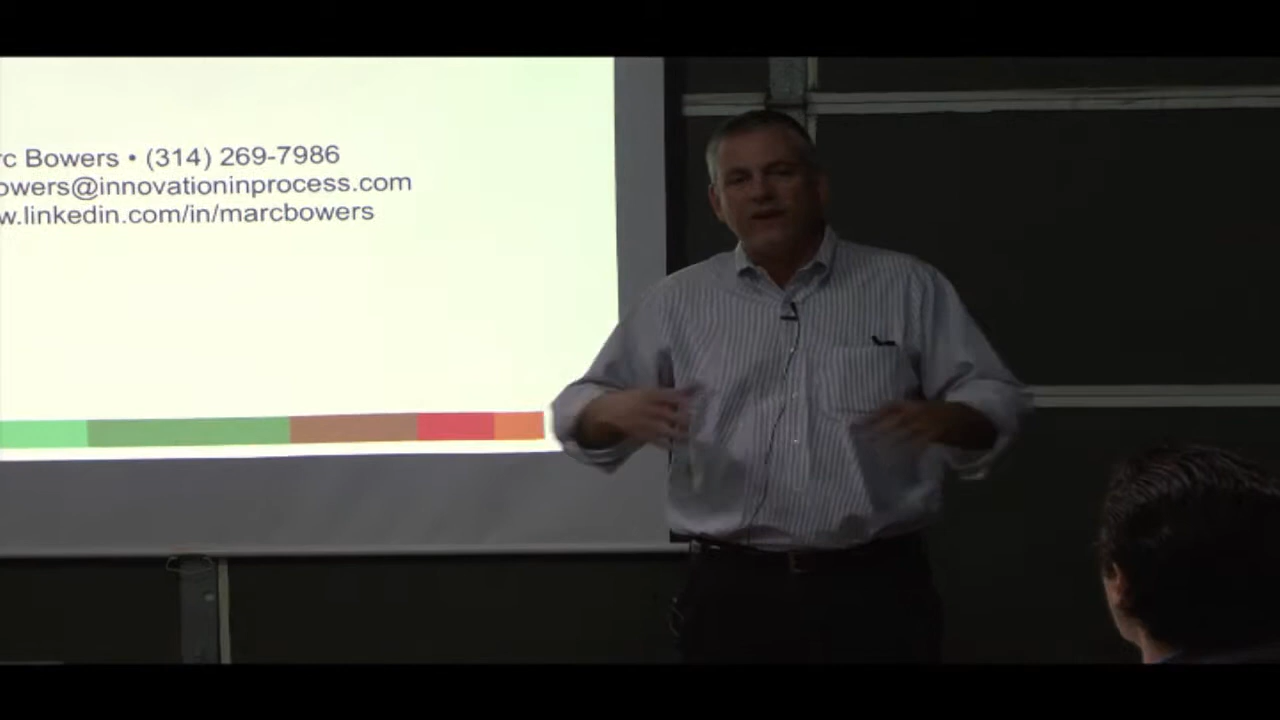 rc Bowers • (314) 269-7986
owers@innovationinprocess.com
w.linkedin.com/in/marcbowers